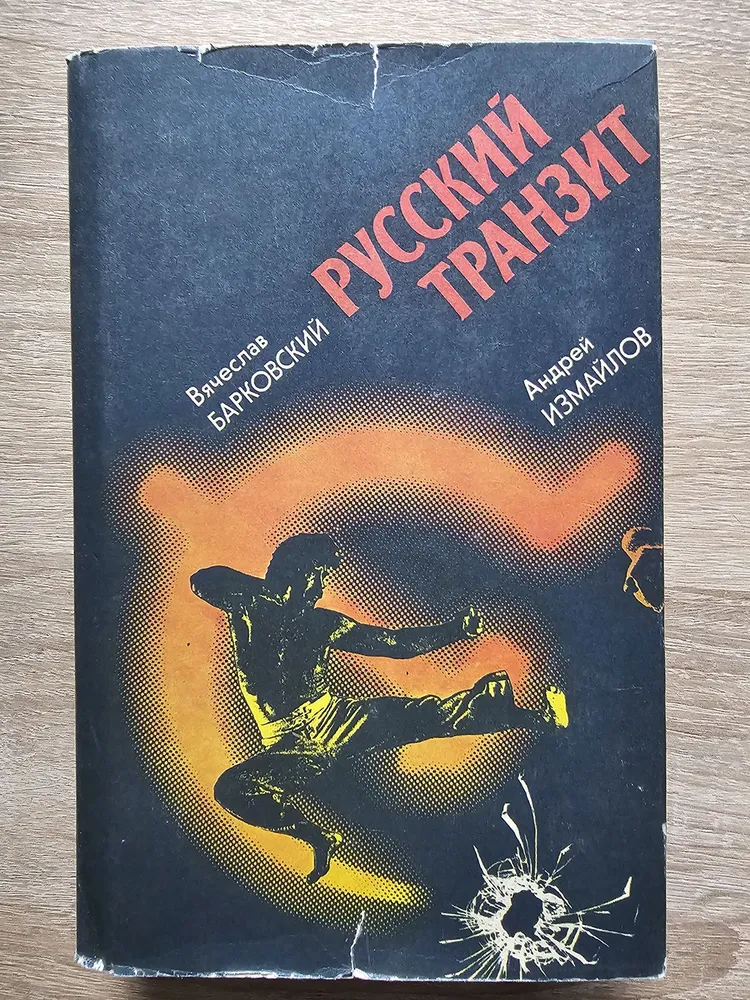 РУССКИЙ
ТРАНЗИТ
Вячеслав
БАРКОВСКИЙ
Андрей
ИЗМАЙЛОВ